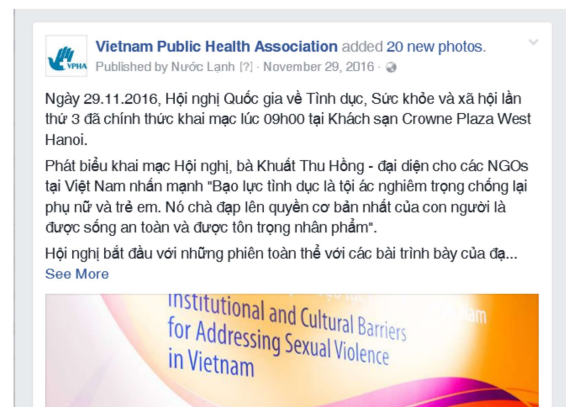 Vietnam Public Health Association added 20 new photos.
Published by Nước Lạnh [?] · November 29, 2016 ·
VPHA
Ngày 29.11.2016, Hội nghị Quốc gia về Tình dục, Sức khỏe và xã hội lần
thứ 3 đã chính thức khai mạc lúc 09h00 tại Khách sạn Crowne Plaza West
Hanoi.
Phát biểu khai mạc Hội nghị, bà Khuất Thu Hồng - đại diện cho các NGOs
tại Việt Nam nhấn mạnh "Bạo lực tình dục là tội ác nghiêm trọng chống lại
phụ nữ và trẻ em. Nó chà đạp lên quyền cơ bản nhất của con người là
được sống an toàn và được tôn trọng nhân phẩm".
Hội nghị bắt đầu với những phiên toàn thể với các bài trình bày của đạ...
See More
Institutional and Cultural Barriers
for Addressing Sexual Violence
in Vietnam